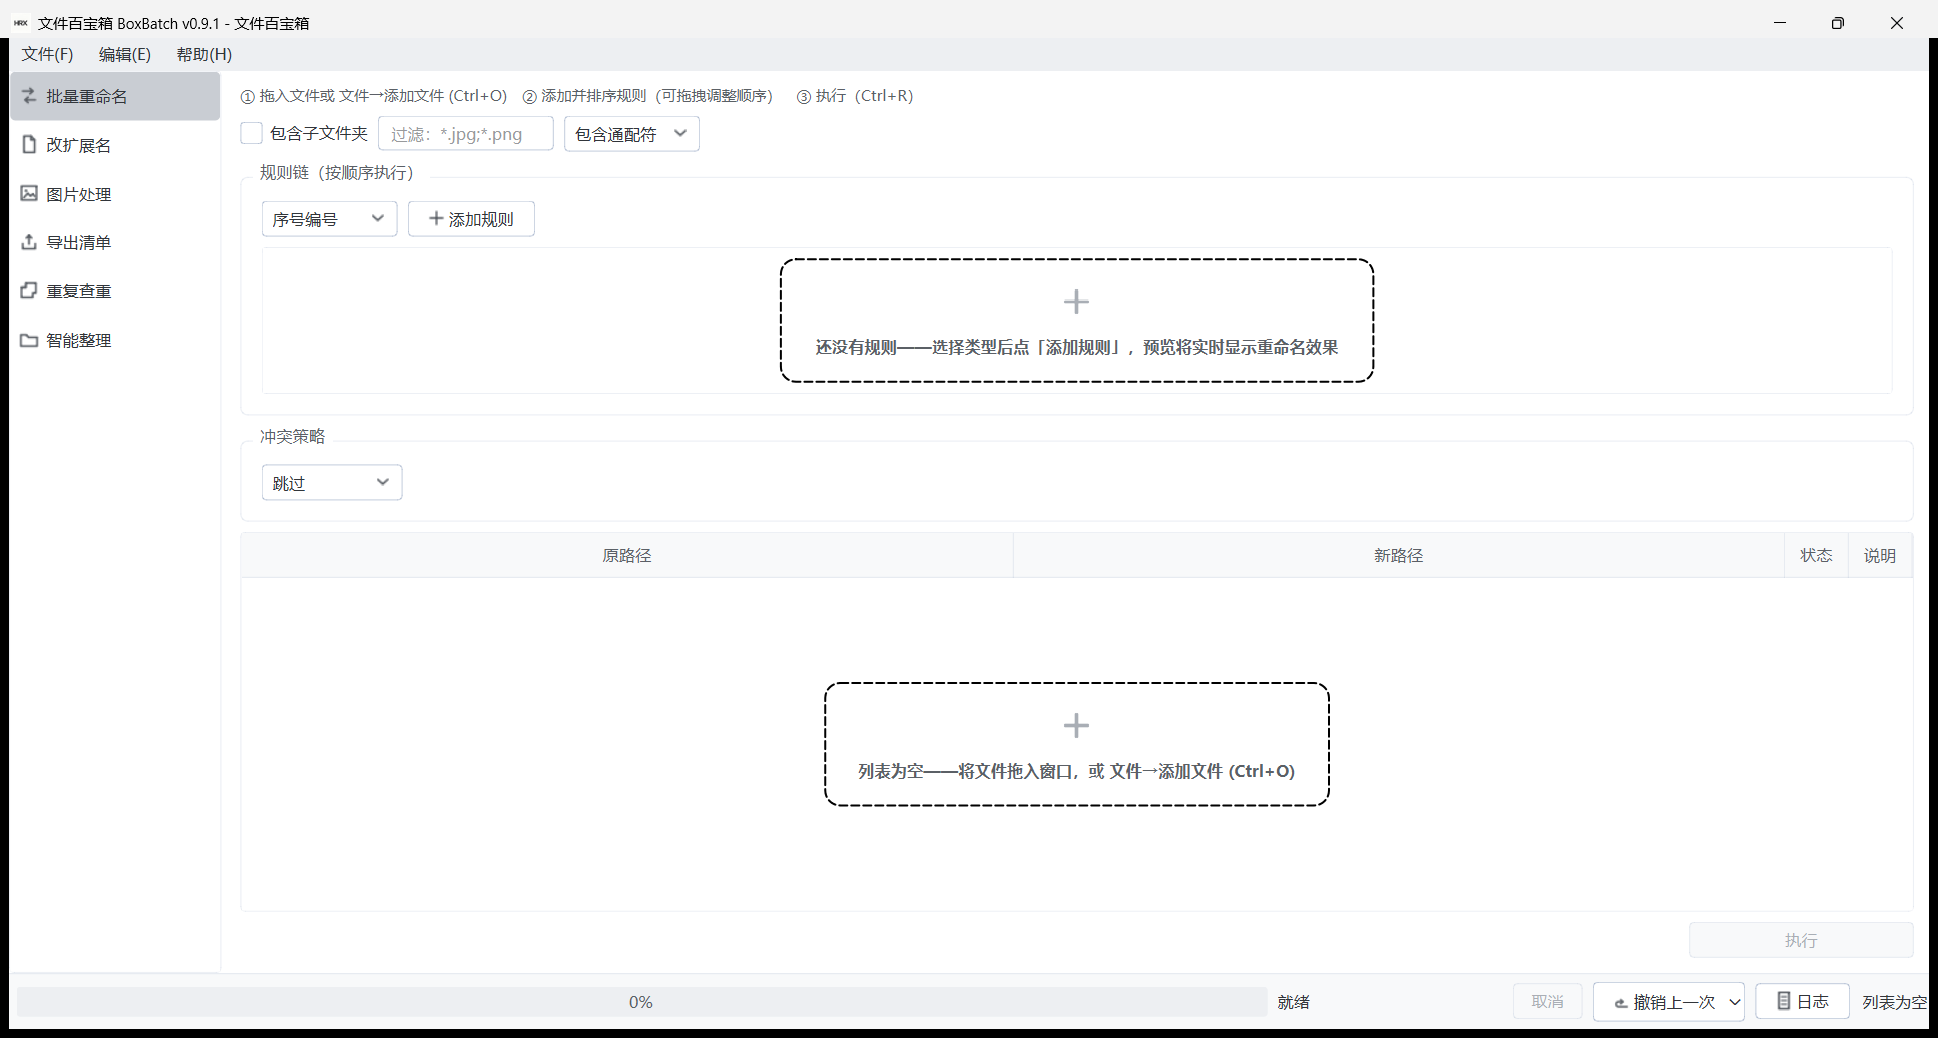 HRX 文件百宝箱 BoxBatch v0.9.1 - 文件百宝箱
文件(F) 编辑(E) 帮助(H)
批量重命名
改扩展名
图片处理
导出清单
重复查重
智能整理
① 拖入文件或 文件→添加文件 (Ctrl+O) ② 添加并排序规则（可拖拽调整顺序） ③ 执行（Ctrl+R）
包含子文件夹 过滤：*.jpg;*.png 包含通配符
规则链（按顺序执行）
序号编号 添加规则
还没有规则——选择类型后点「添加规则」，预览将实时显示重命名效果
冲突策略
跳过
原路径 新路径 状态 说明
列表为空——将文件拖入窗口，或 文件→添加文件 (Ctrl+O)
执行
0% 就绪 取消 撤销上一次 日志 列表为空